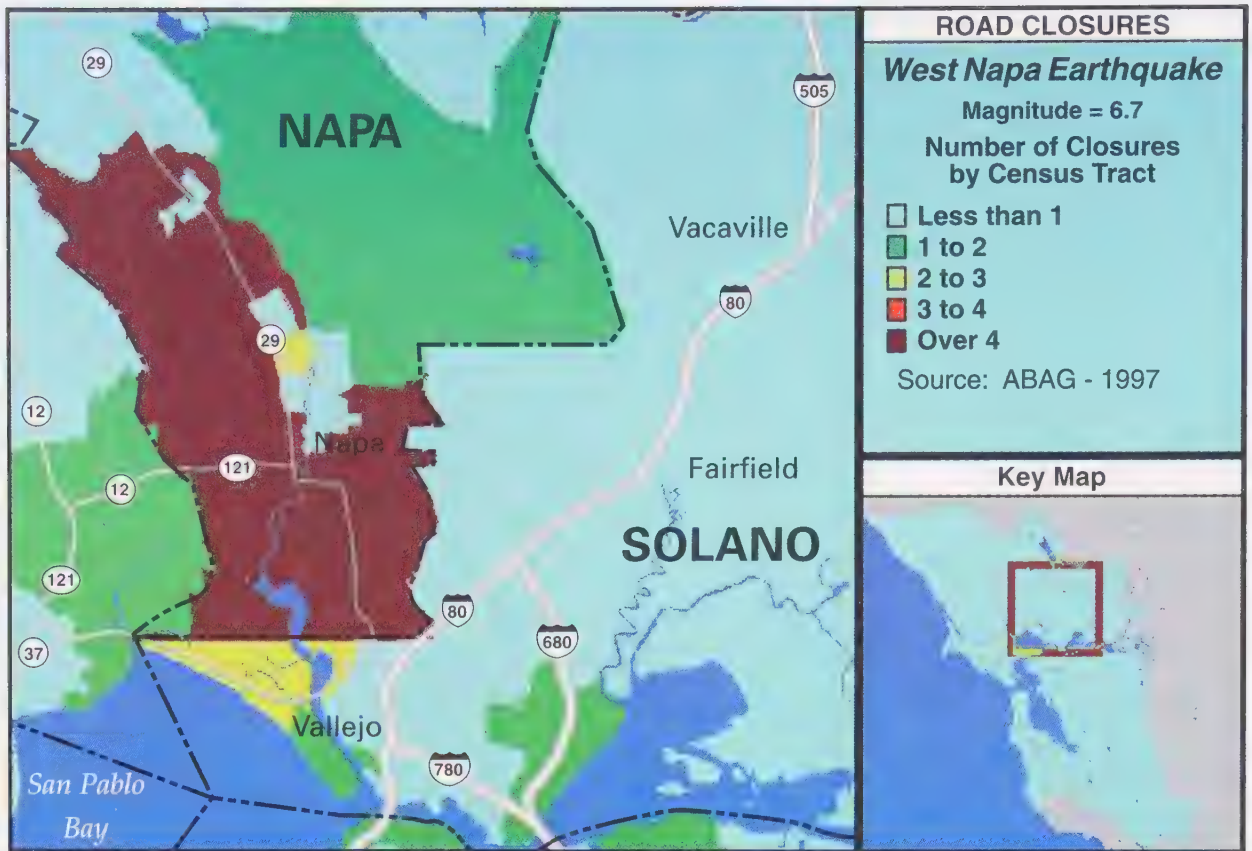 29
NAPA
505
Vacaville
80
29
12
Napa
121
12
Fairfield
SOLANO
121
80
680
37
Vallejo
780
San Pablo
Bay
ROAD CLOSURES
West Napa Earthquake
Magnitude = 6.7
Number of Closures
by Census Tract
Less than 1
1 to 2
2 to 3
3 to 4
Over 4
Source: ABAG - 1997
Key Map